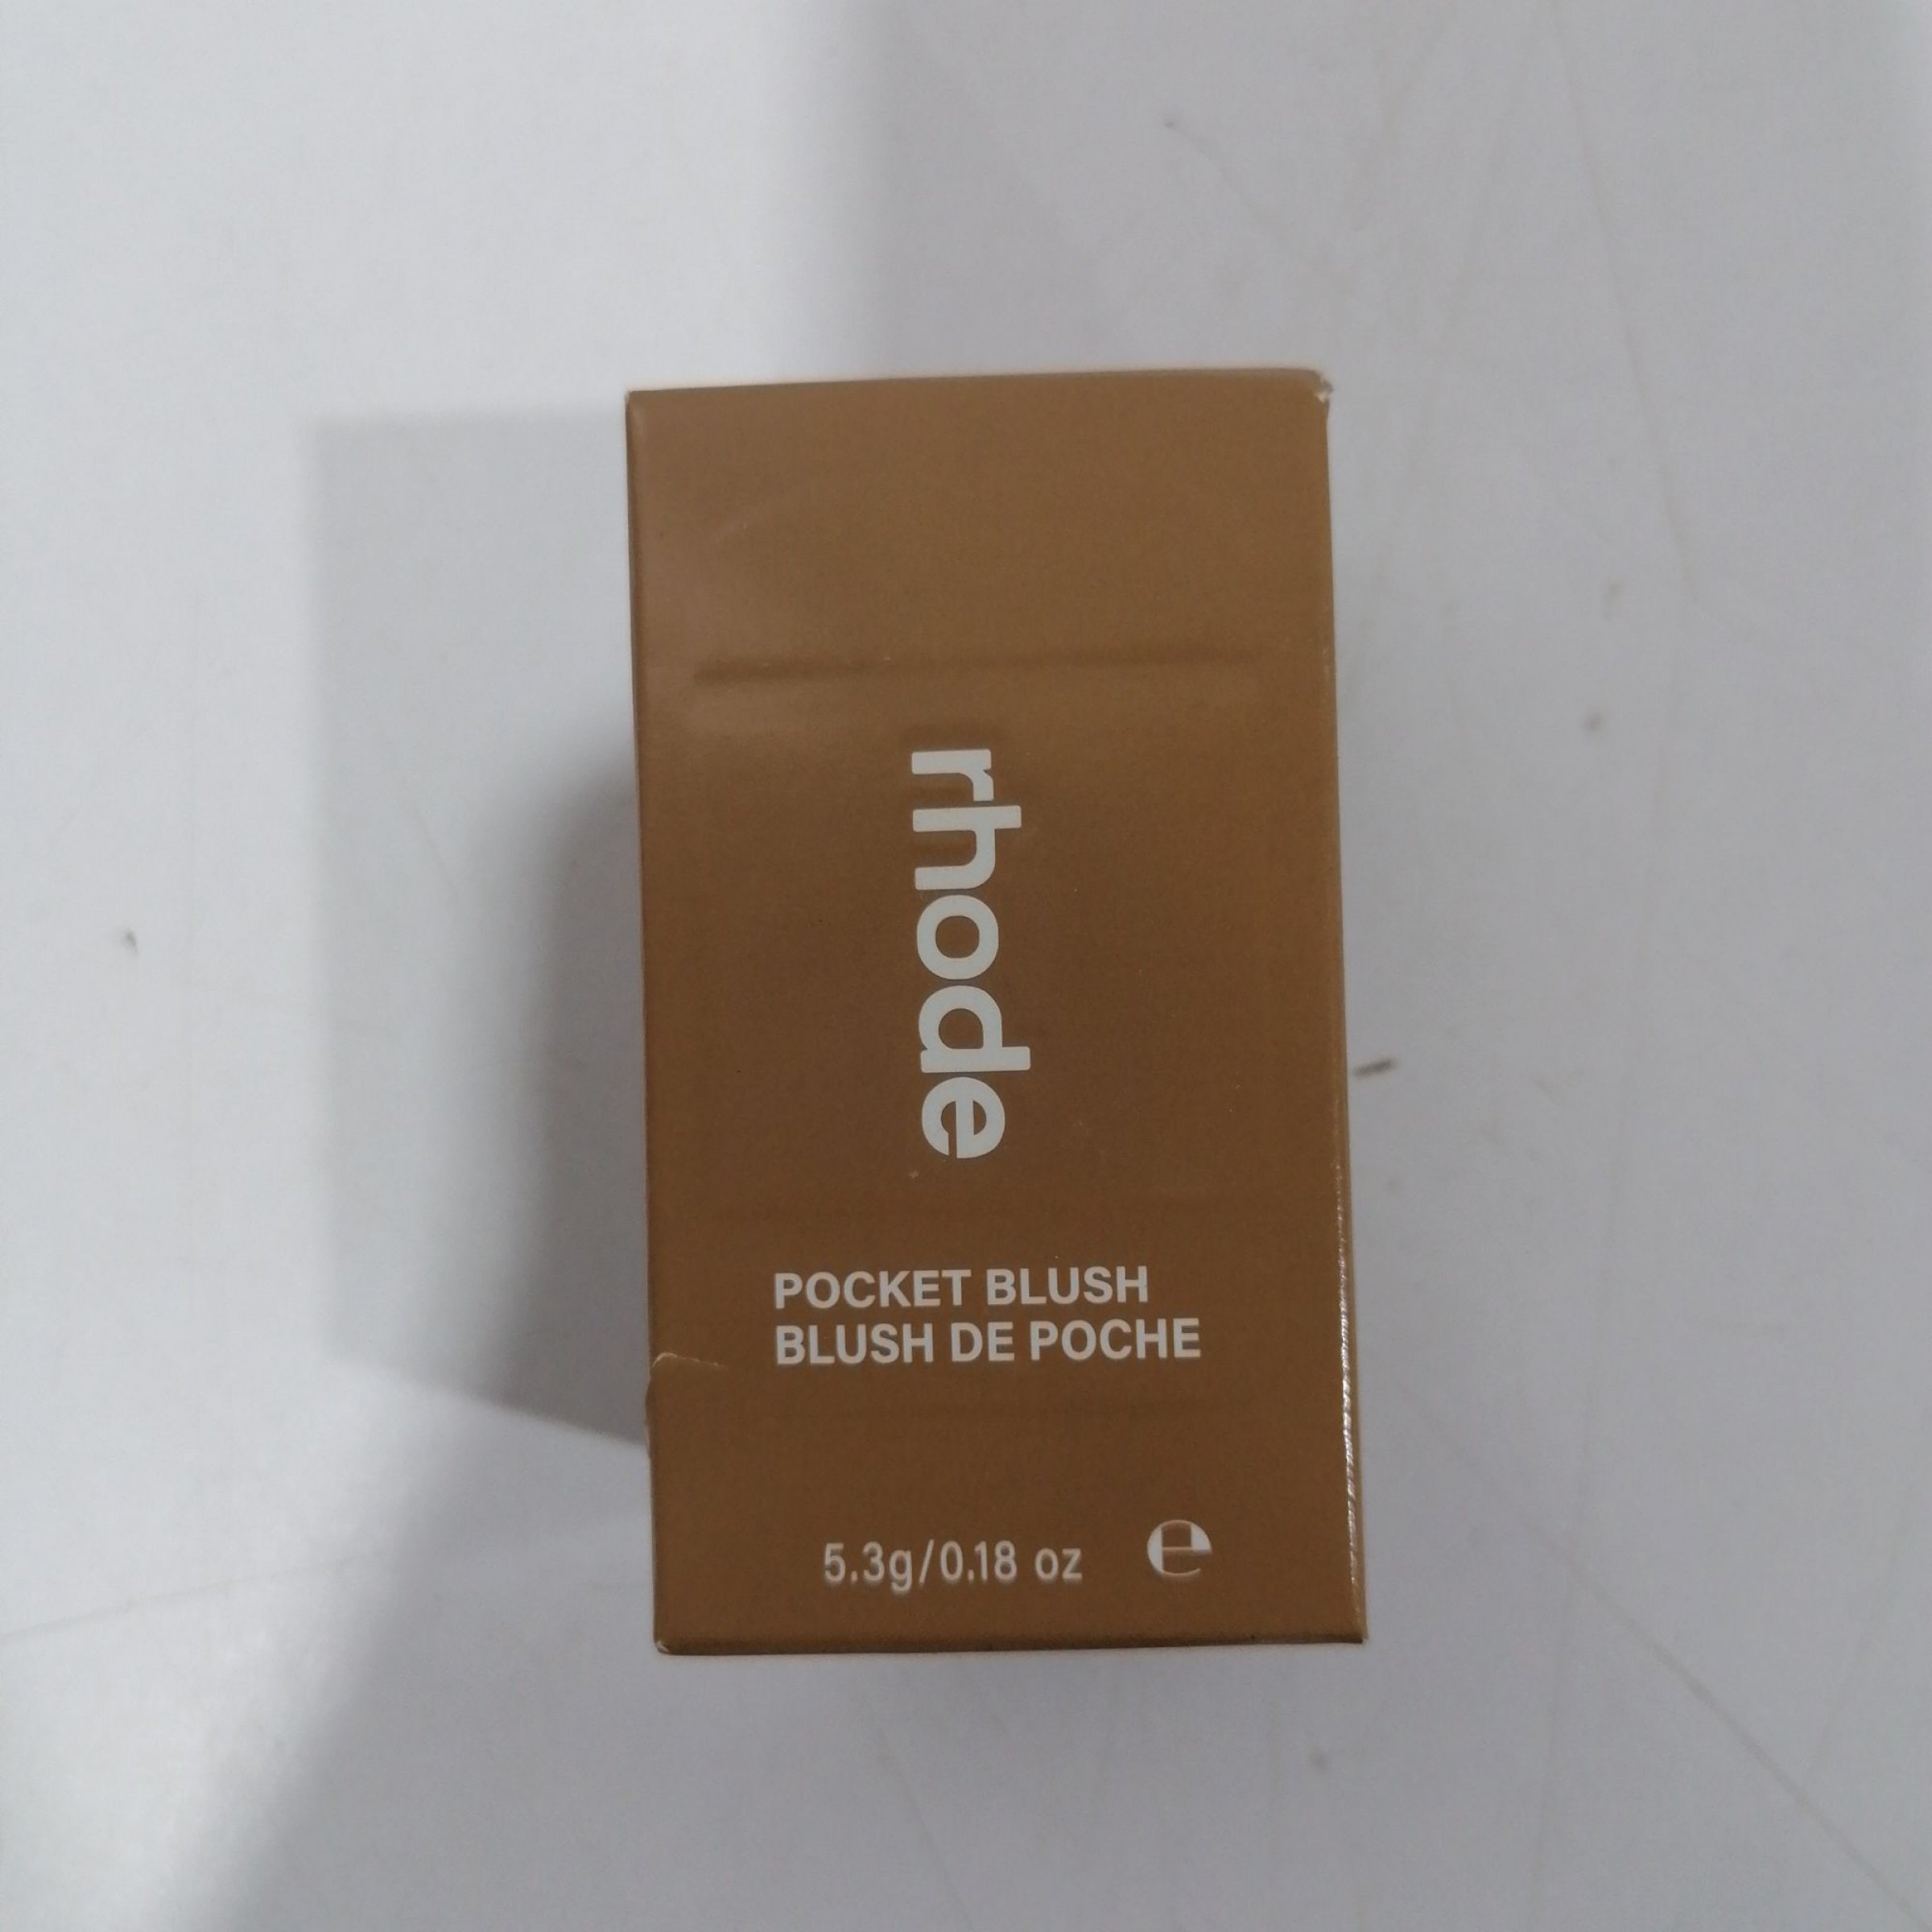 rhode
POCKET BLUSH
BLUSH DE POCHE
5.3g/0.18 oz ℮